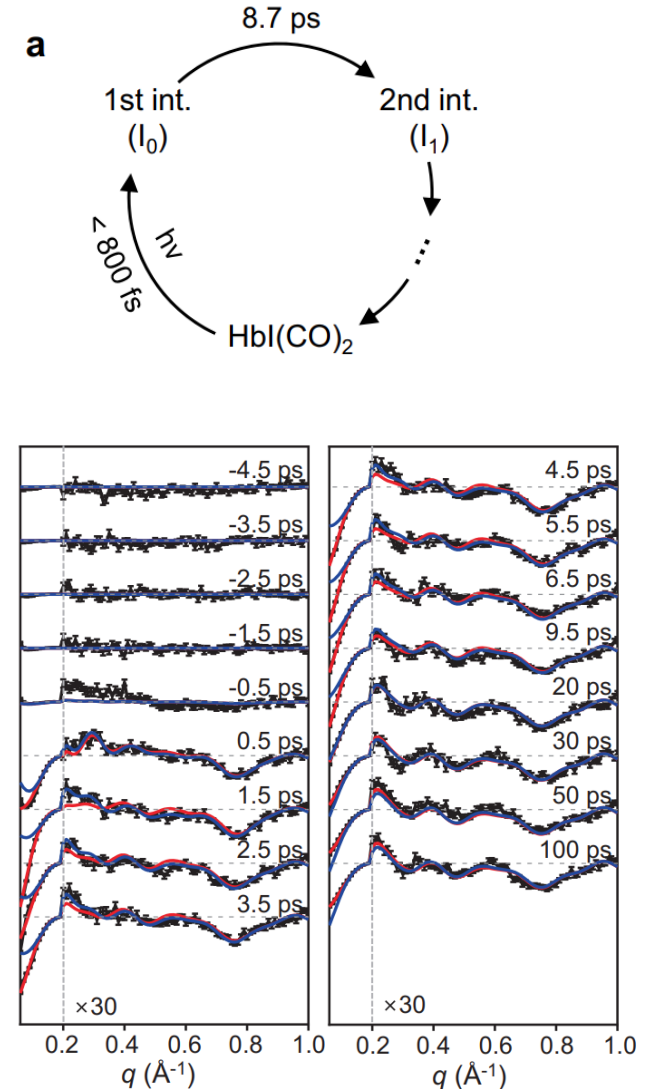 a
8.7 ps
1st int.
(I₀)
2nd int.
(I₁)
hν
< 800 fs
HbI(CO)₂
-4.5 ps
-3.5 ps
-2.5 ps
-1.5 ps
-0.5 ps
0.5 ps
1.5 ps
2.5 ps
3.5 ps
×30
0.2 0.4 0.6 0.8 1.0
q (Å⁻¹)
4.5 ps
5.5 ps
6.5 ps
9.5 ps
20 ps
30 ps
50 ps
100 ps
×30
0.2 0.4 0.6 0.8 1.0
q (Å⁻¹)